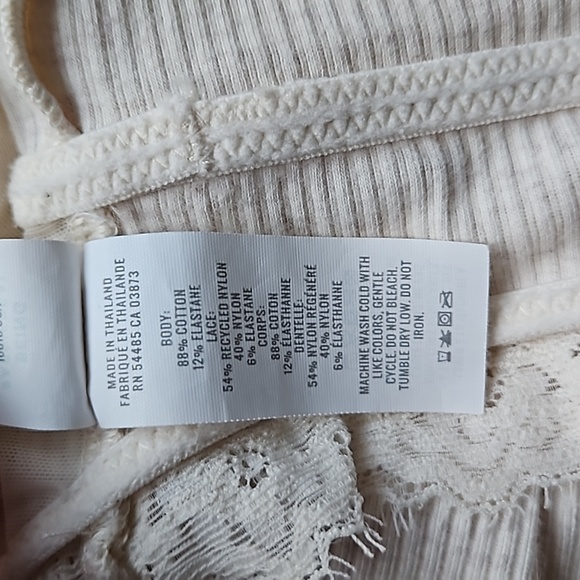 MADE IN THAILAND
FABRIQUÉ EN THAÏLANDE
RN 54485 CA 03873
BODY:
88% COTTON
12% ELASTANE
LACE:
54% RECYCLED NYLON
40% NYLON
6% ELASTANE
CORPS:
88% COTON
12% ÉLASTHANNE
DENTELLE:
54% NYLON RÉGÉNÉRÉ
40% NYLON
6% ÉLASTHANNE
MACHINE WASH COLD WITH
LIKE COLORS, GENTLE
CYCLE. DO NOT BLEACH.
TUMBLE DRY LOW. DO NOT
IRON.